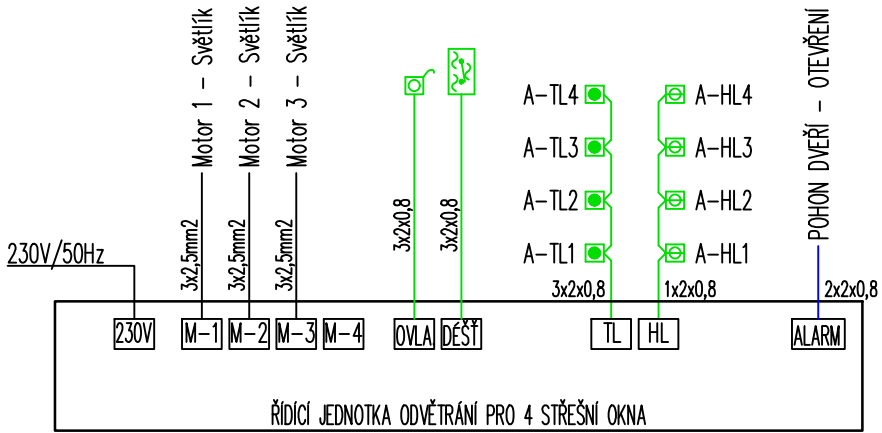 Motor 1 - Světlík
Motor 2 - Světlík
Motor 3 - Světlík
POHON DVEŘÍ - OTEVŘENÍ
A-TL4
A-HL4
A-TL3
A-HL3
A-TL2
A-HL2
A-TL1
A-HL1
230V/50Hz
3x2,5mm2
3x2,5mm2
3x2,5mm2
3x2x0,8
3x2x0,8
3x2x0,8
1x2x0,8
2x2x0,8
230V
M-1
M-2
M-3
M-4
OVLA
DÉŠŤ
TL
HL
ALARM
ŘÍDÍCÍ JEDNOTKA ODVĚTRÁNÍ PRO 4 STŘEŠNÍ OKNA